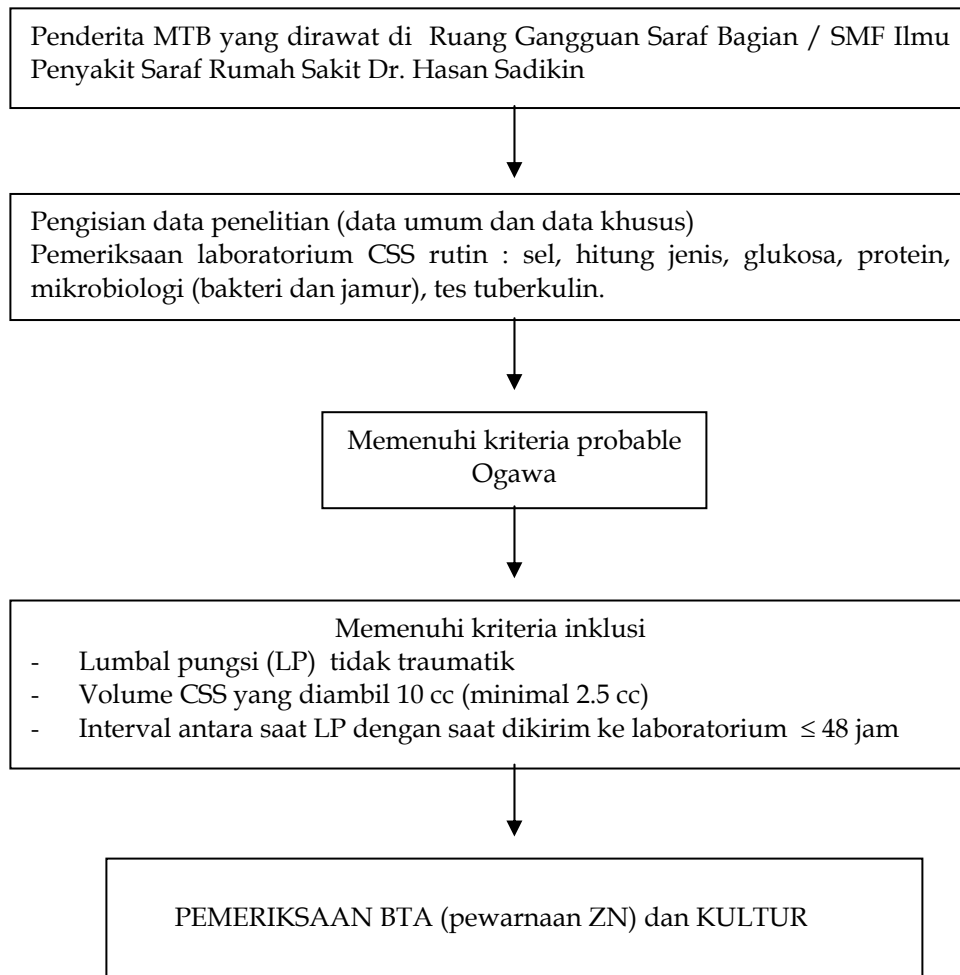 Penderita MTB yang dirawat di Ruang Gangguan Saraf Bagian / SMF Ilmu
Penyakit Saraf Rumah Sakit Dr. Hasan Sadikin
Pengisian data penelitian (data umum dan data khusus)
Pemeriksaan laboratorium CSS rutin : sel, hitung jenis, glukosa, protein,
mikrobiologi (bakteri dan jamur), tes tuberkulin.
Memenuhi kriteria probable
Ogawa
Memenuhi kriteria inklusi
- Lumbal pungsi (LP) tidak traumatik
- Volume CSS yang diambil 10 cc (minimal 2.5 cc)
- Interval antara saat LP dengan saat dikirim ke laboratorium ≤ 48 jam
PEMERIKSAAN BTA (pewarnaan ZN) dan KULTUR